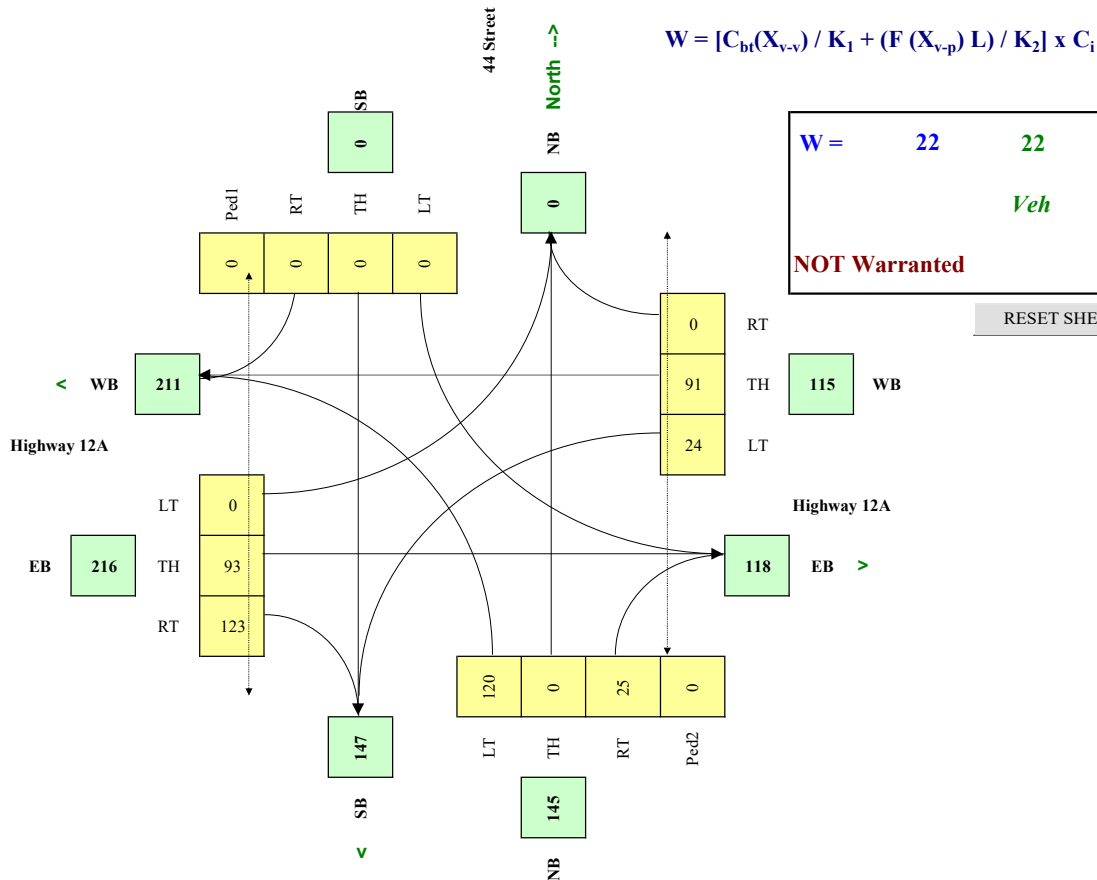 44 Street
North -->
W = [Cbt(Xv-v) / K1 + (F (Xv-p) L) / K2] x Ci
SB
0
NB
0
W = 22 22
Veh
NOT Warranted
RESET SHE
Ped1 RT TH LT
0 0 0 0
0 RT
< WB 211
91 TH 115 WB
24 LT
Highway 12A
LT 0
Highway 12A
EB 216 TH 93
118 EB >
RT 123
120 0 25 0
LT TH RT Ped2
147
SB
v
145
NB